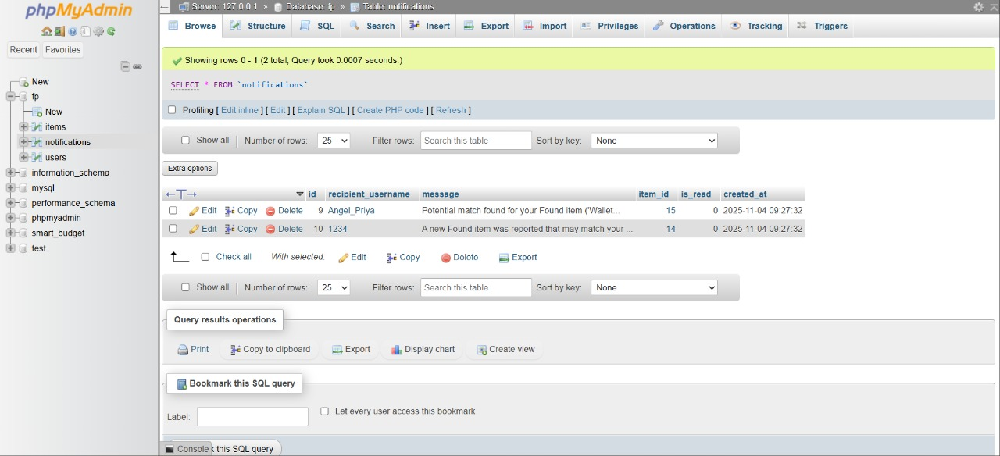 phpMyAdmin
Server: 127.0.0.1 » Database: fp » Table: notifications
Browse Structure SQL Search Insert Export Import Privileges Operations Tracking Triggers
Recent Favorites
New
fp
New
items
notifications
users
information_schema
mysql
performance_schema
phpmyadmin
smart_budget
test
Showing rows 0 - 1 (2 total, Query took 0.0007 seconds.)
SELECT * FROM `notifications`
Profiling [ Edit inline ] [ Edit ] [ Explain SQL ] [ Create PHP code ] [ Refresh ]
Show all Number of rows: 25 Filter rows: Search this table Sort by key: None
Extra options
←T→ id recipient_username message item_id is_read created_at
Edit Copy Delete 9 Angel_Priya Potential match found for your Found item ('Wallet... 15 0 2025-11-04 09:27:32
Edit Copy Delete 10 1234 A new Found item was reported that may match your ... 14 0 2025-11-04 09:27:32
Check all With selected: Edit Copy Delete Export
Show all Number of rows: 25 Filter rows: Search this table Sort by key: None
Query results operations
Print Copy to clipboard Export Display chart Create view
Bookmark this SQL query
Label: Let every user access this bookmark
Console k this SQL query